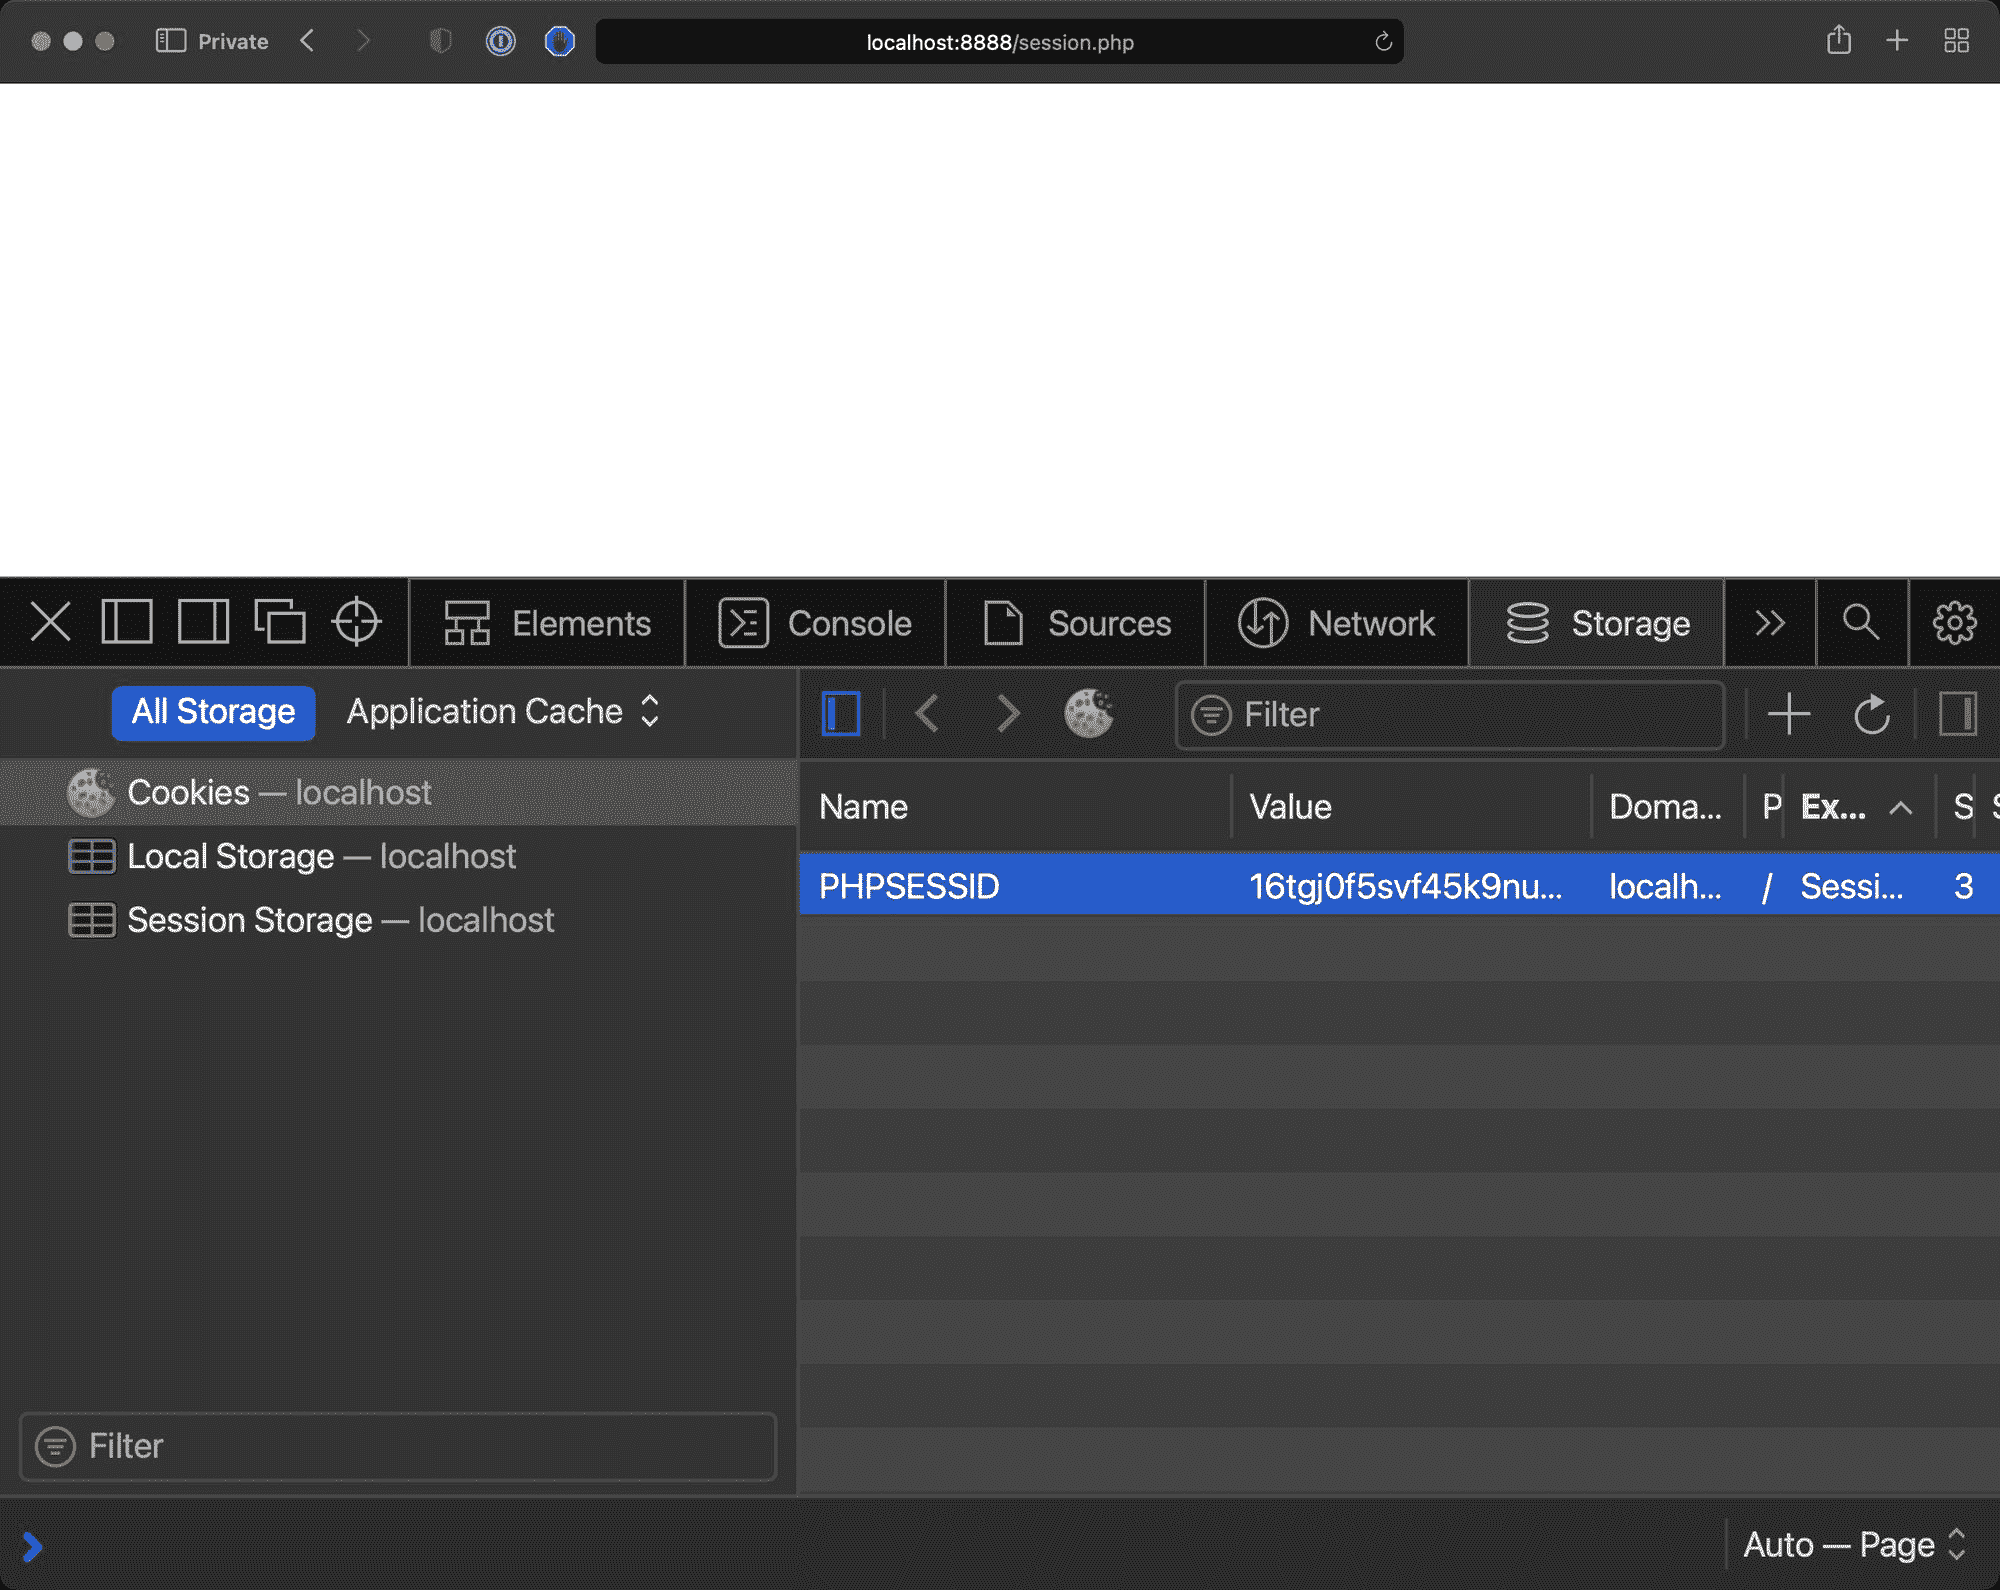 Private
localhost:8888/session.php
Elements
Console
Sources
Network
Storage
All Storage
Application Cache
Filter
Cookies — localhost
Local Storage — localhost
Session Storage — localhost
Name Value Doma... P Ex... S S
PHPSESSID 16tgj0f5svf45k9nu... localh... / Sessi... 3
Filter
Auto — Page